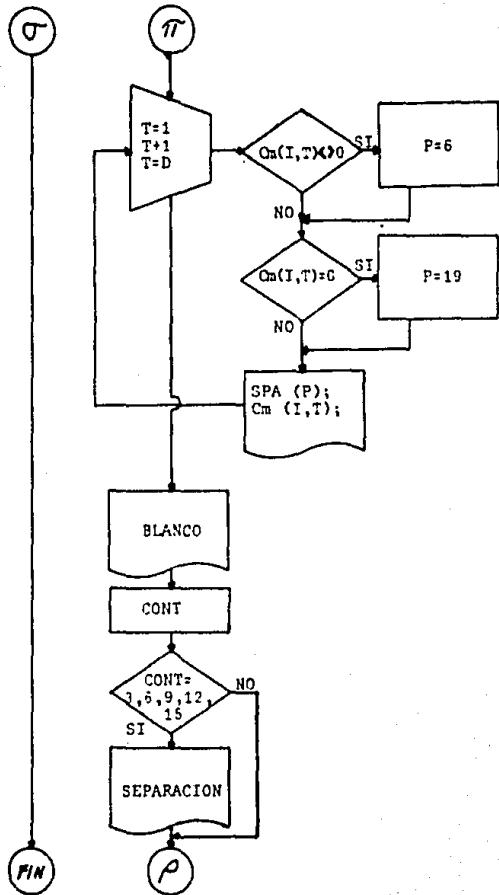 σ
π
T=1
T+1
T=D
Cm(I,T)<>0
SI
P=6
NO
Cm(I,T)=G
SI
P=19
NO
SPA (P);
Cm (I,T);
BLANCO
CONT
CONT=
3,6,9,12,
15
NO
SI
SEPARACION
FIN
ρ